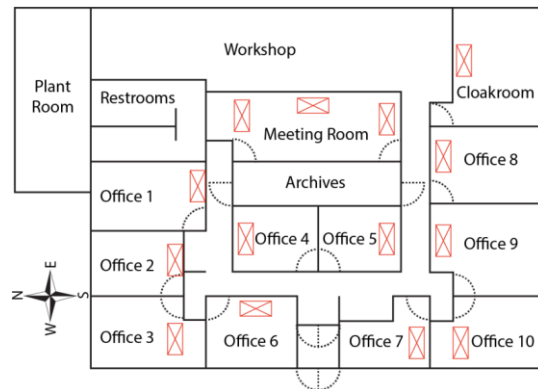 Workshop
Plant
Room
Restrooms
Cloakroom
Meeting Room
Office 8
Archives
Office 1
Office 4
Office 5
Office 9
Office 2
E
N
S
W
Office 3
Office 6
Office 7
Office 10